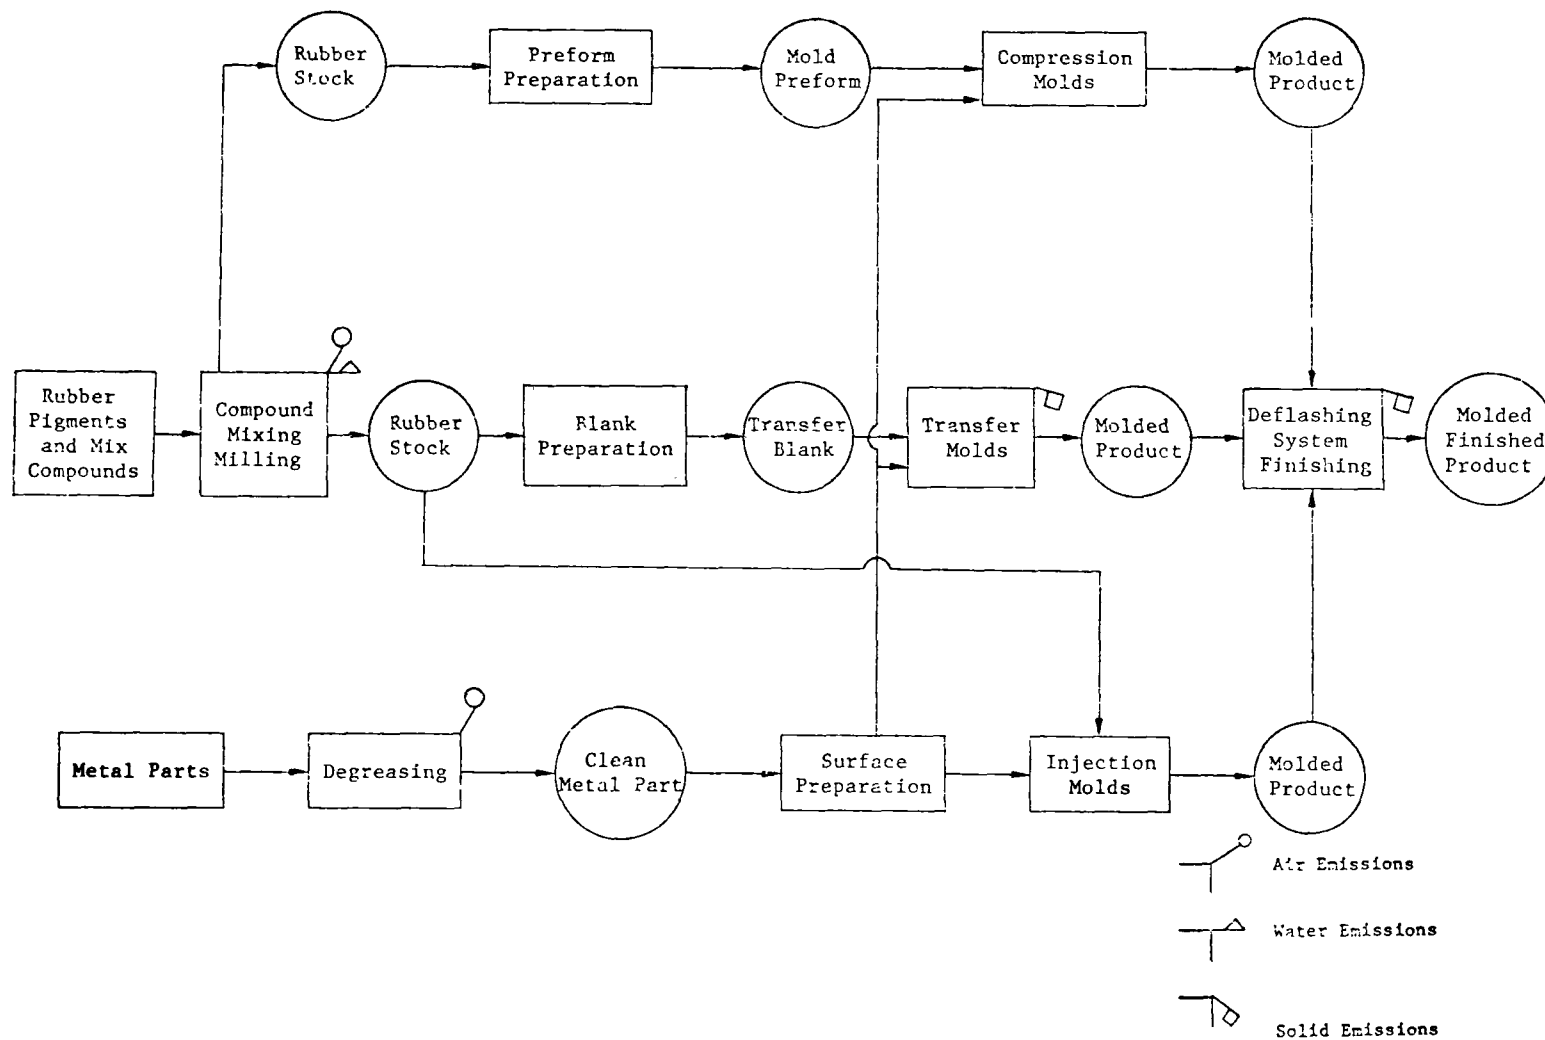 Rubber
Stock
Preform
Preparation
Mold
Preform
Compression
Molds
Molded
Product
Rubber
Pigments
and Mix
Compounds
Compound
Mixing
Milling
Rubber
Stock
Blank
Preparation
Transfer
Blank
Transfer
Molds
Molded
Product
Deflashing
System
Finishing
Molded
Finished
Product
Metal Parts
Degreasing
Clean
Metal Part
Surface
Preparation
Injection
Molds
Molded
Product
Air Emissions
Water Emissions
Solid Emissions